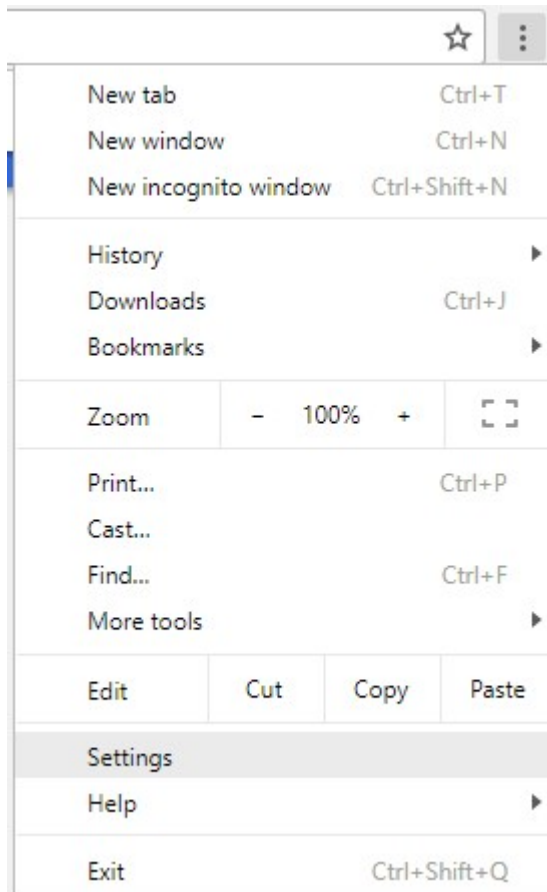 New tab Ctrl+T
New window Ctrl+N
New incognito window Ctrl+Shift+N
History
Downloads Ctrl+J
Bookmarks
Zoom - 100% +
Print... Ctrl+P
Cast...
Find... Ctrl+F
More tools
Edit Cut Copy Paste
Settings
Help
Exit Ctrl+Shift+Q